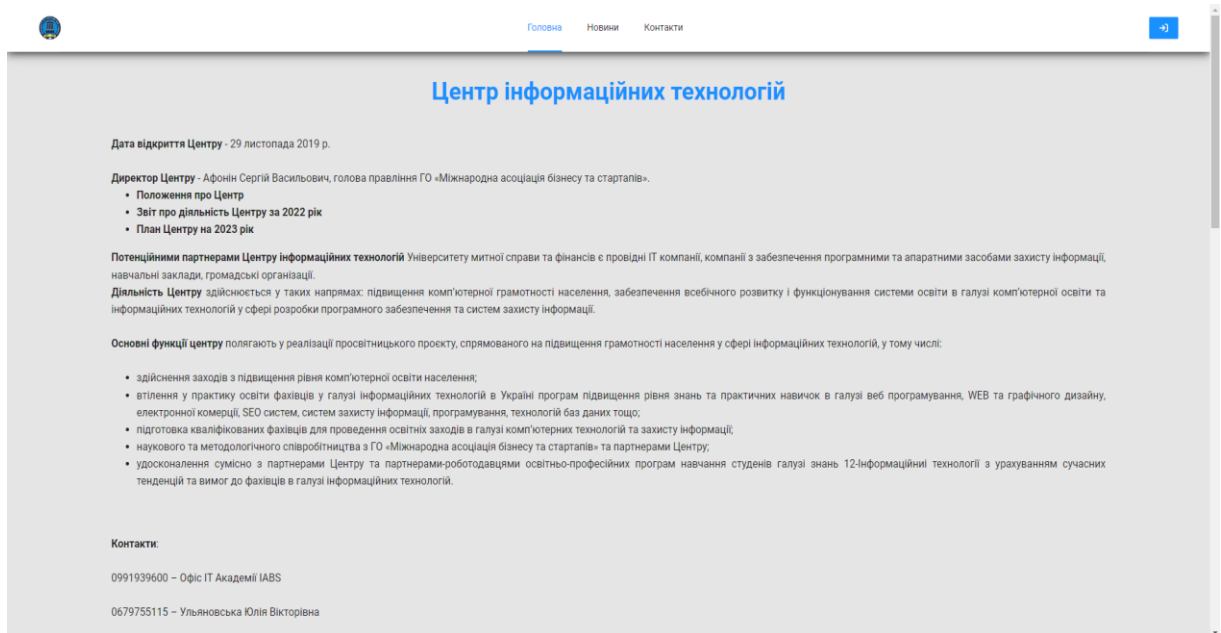 Головна Новини Контакти
Центр інформаційних технологій
Дата відкриття Центру - 29 листопада 2019 р.
Директор Центру - Афонін Сергій Васильович, голова правління ГО «Міжнародна асоціація бізнесу та стартапів».
• Положення про Центр
• Звіт про діяльність Центру за 2022 рік
• План Центру на 2023 рік
Потенційними партнерами Центру інформаційних технологій Університету митної справи та фінансів є провідні ІТ компанії, компанії з забезпечення програмними та апаратними засобами захисту інформації,
навчальні заклади, громадські організації.
Діяльність Центру здійснюється у таких напрямах: підвищення комп'ютерної грамотності населення, забезпечення всебічного розвитку і функціонування системи освіти в галузі комп'ютерної освіти та
інформаційних технологій у сфері розробки програмного забезпечення та систем захисту інформації.
Основні функції центру полягають у реалізації просвітницького проєкту, спрямованого на підвищення грамотності населення у сфері інформаційних технологій, у тому числі:
• здійснення заходів з підвищення рівня комп'ютерної освіти населення;
• втілення у практику освіти фахівців у галузі інформаційних технологій в Україні програм підвищення рівня знань та практичних навичок в галузі веб програмування, WEB та графічного дизайну,
електронної комерції, SEO систем, систем захисту інформації, програмування, технологій баз даних тощо;
• підготовка кваліфікованих фахівців для проведення освітніх заходів в галузі комп'ютерних технологій та захисту інформації;
• наукового та методологічного співробітництва з ГО «Міжнародна асоціація бізнесу та стартапів» та партнерами Центру;
• удосконалення сумісно з партнерами Центру та партнерами-роботодавцями освітньо-професійних програм навчання студенів галузі знань 12-Інформаційниі технології з урахуванням сучасних
тенденцій та вимог до фахівців в галузі інформаційних технологій.
Контакти:
0991939600 – Офіс ІТ Академії IABS
0679755115 – Ульяновська Юлія Вікторівна